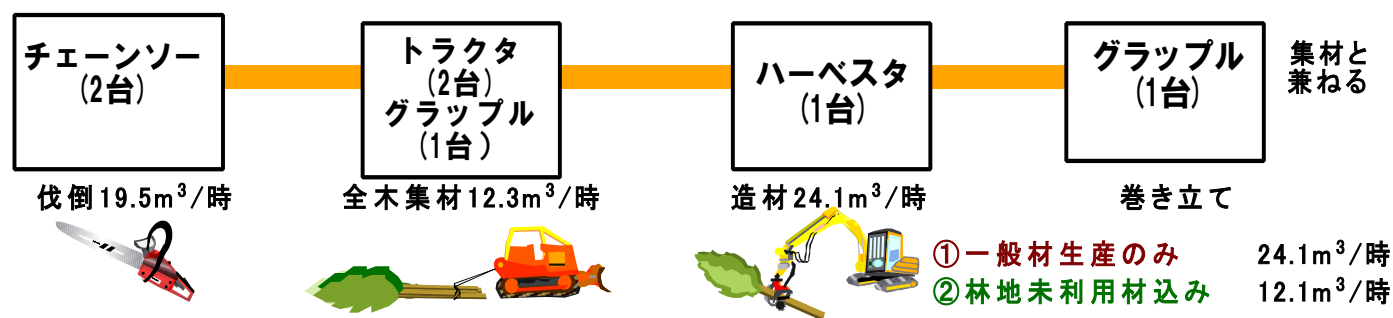 チェーンソー
(2台)
トラクタ
(2台)
グラップル
(1台)
ハーベスタ
(1台)
グラップル
(1台)
集材と
兼ねる
伐倒19.5m³/時
全木集材12.3m³/時
造材24.1m³/時
巻き立て
①一般材生産のみ 24.1m³/時
②林地未利用材込み 12.1m³/時